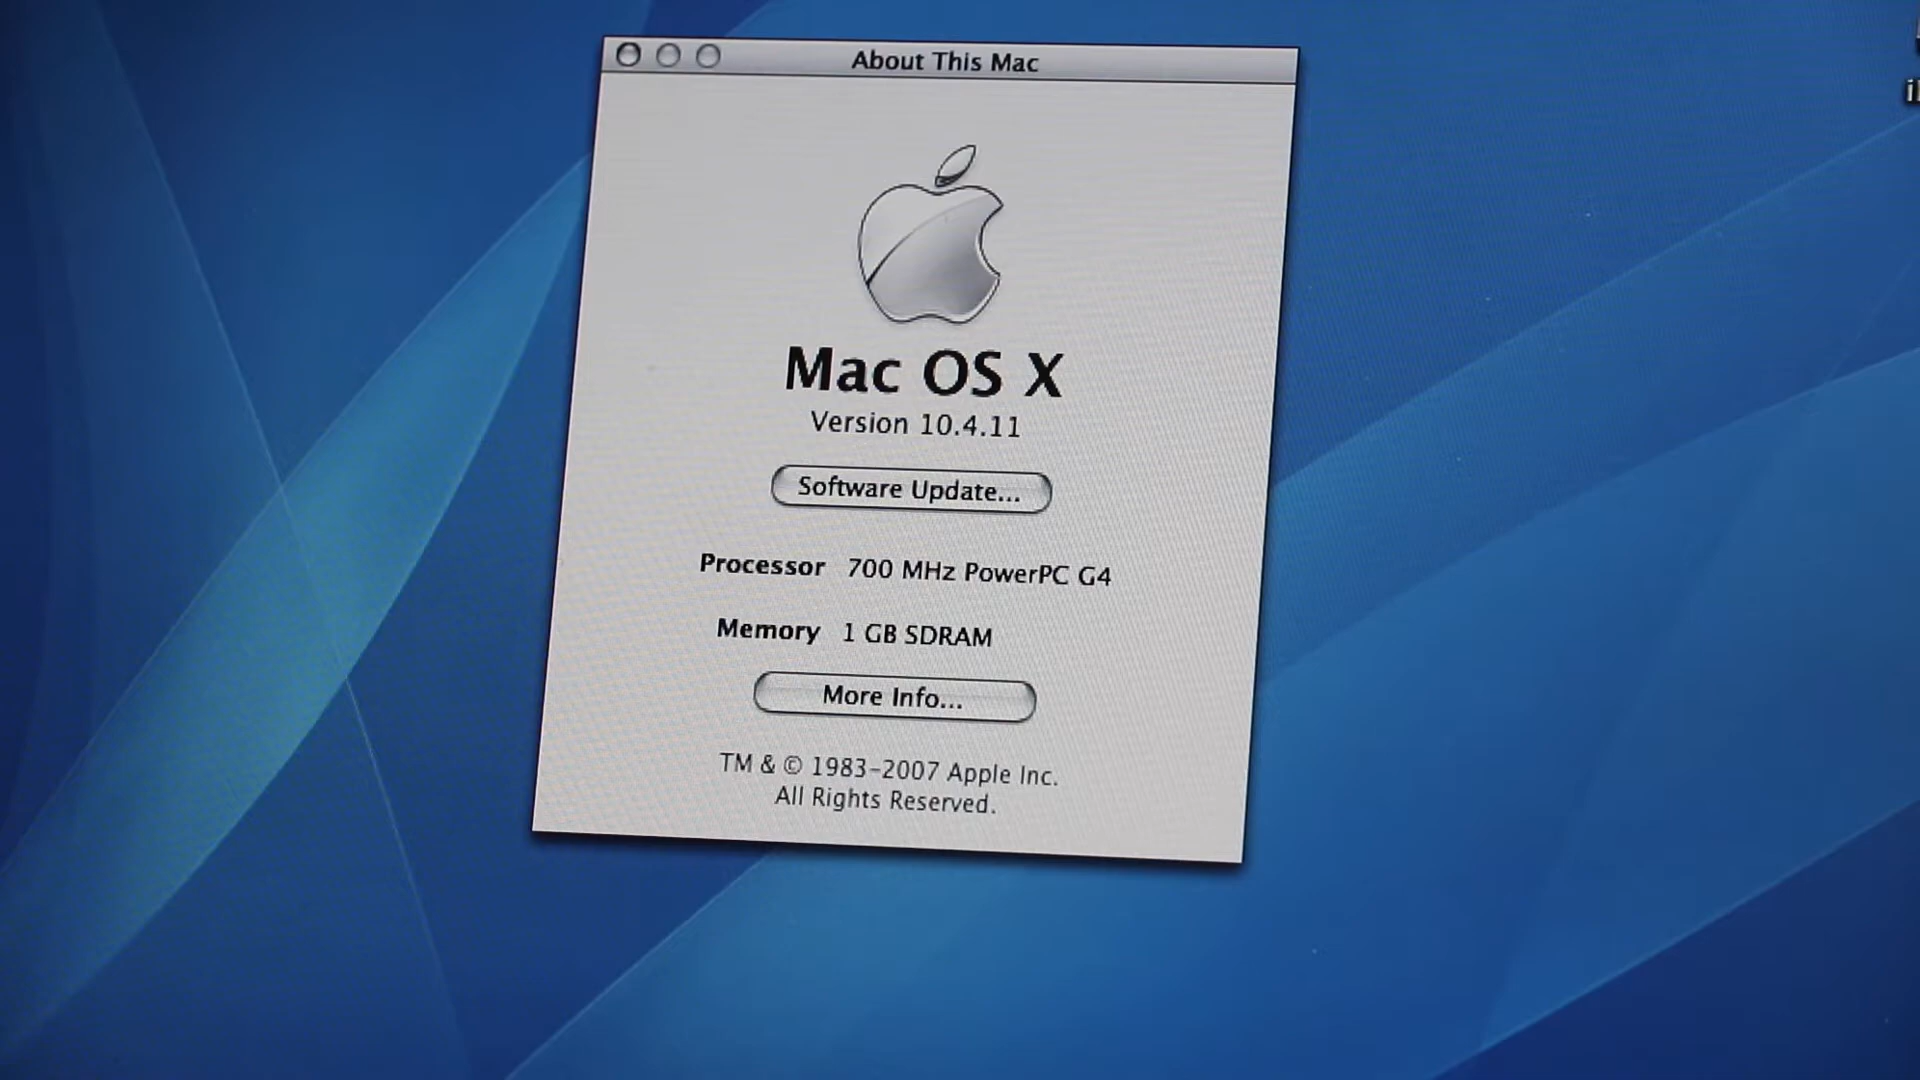 About This Mac
Mac OS X
Version 10.4.11
Software Update...
Processor 700 MHz PowerPC G4
Memory 1 GB SDRAM
More Info...
TM & © 1983-2007 Apple Inc.
All Rights Reserved.